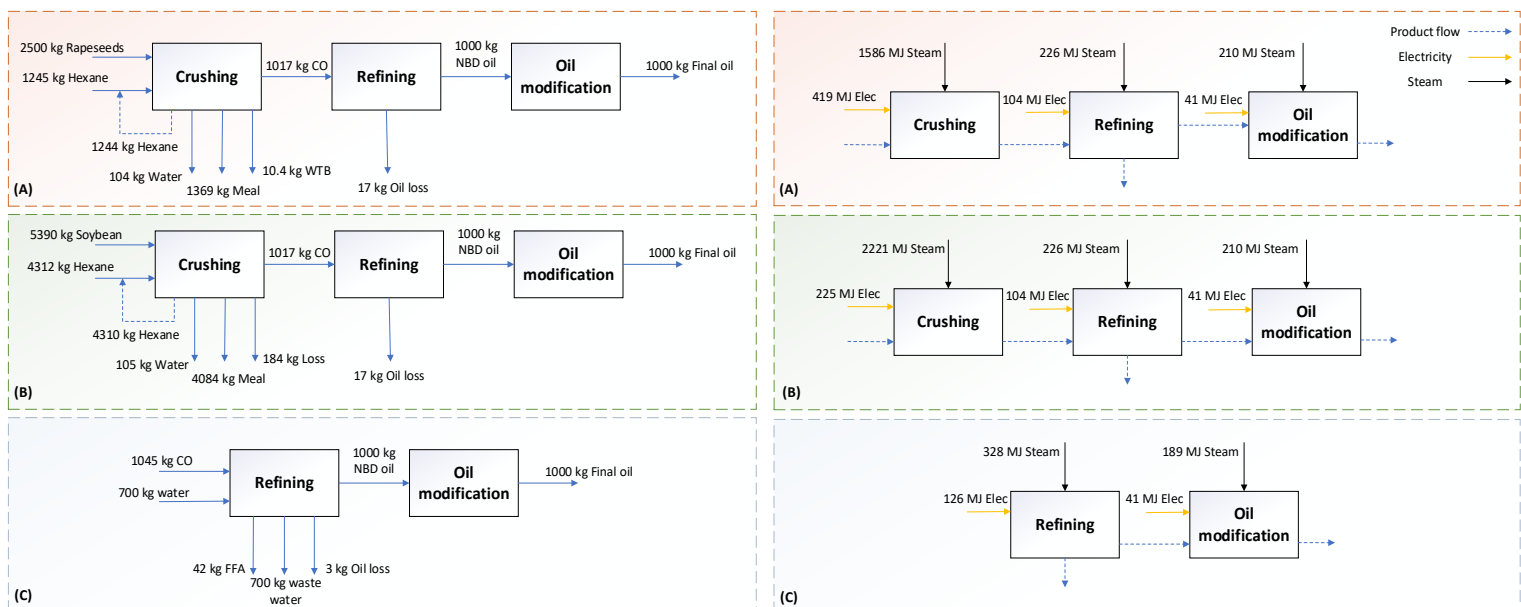 2500 kg Rapeseeds
1245 kg Hexane
1244 kg Hexane
Crushing
1017 kg CO
104 kg Water
1369 kg Meal
10.4 kg WTB
Refining
17 kg Oil loss
1000 kg
NBD oil
Oil
modification
1000 kg Final oil
(A)
5390 kg Soybean
4312 kg Hexane
4310 kg Hexane
Crushing
1017 kg CO
105 kg Water
4084 kg Meal
184 kg Loss
Refining
17 kg Oil loss
1000 kg
NBD oil
Oil
modification
1000 kg Final oil
(B)
1045 kg CO
700 kg water
Refining
42 kg FFA
700 kg waste
water
3 kg Oil loss
1000 kg
NBD oil
Oil
modification
1000 kg Final oil
(C)
1586 MJ Steam
226 MJ Steam
210 MJ Steam
Product flow
Electricity
Steam
419 MJ Elec
Crushing
104 MJ Elec
Refining
41 MJ Elec
Oil
modification
(A)
2221 MJ Steam
226 MJ Steam
210 MJ Steam
225 MJ Elec
Crushing
104 MJ Elec
Refining
41 MJ Elec
Oil
modification
(B)
328 MJ Steam
189 MJ Steam
126 MJ Elec
Refining
41 MJ Elec
Oil
modification
(C)